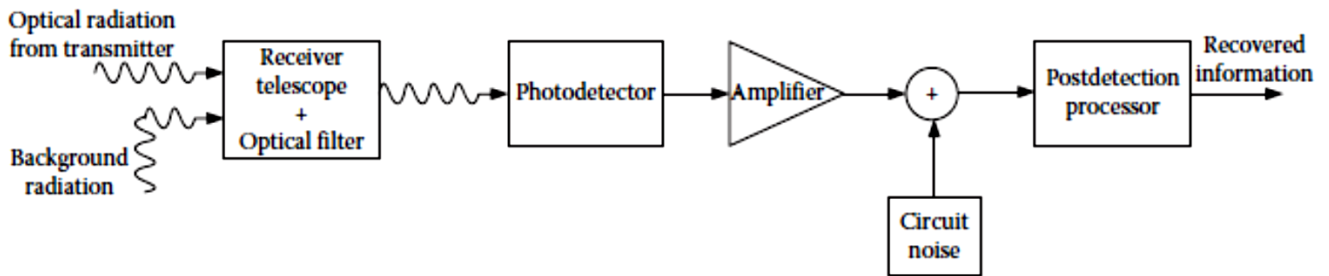 Optical radiation
from transmitter
Background
radiation
Receiver
telescope
+
Optical filter
Photodetector
Amplifier
+
Circuit
noise
Postdetection
processor
Recovered
information